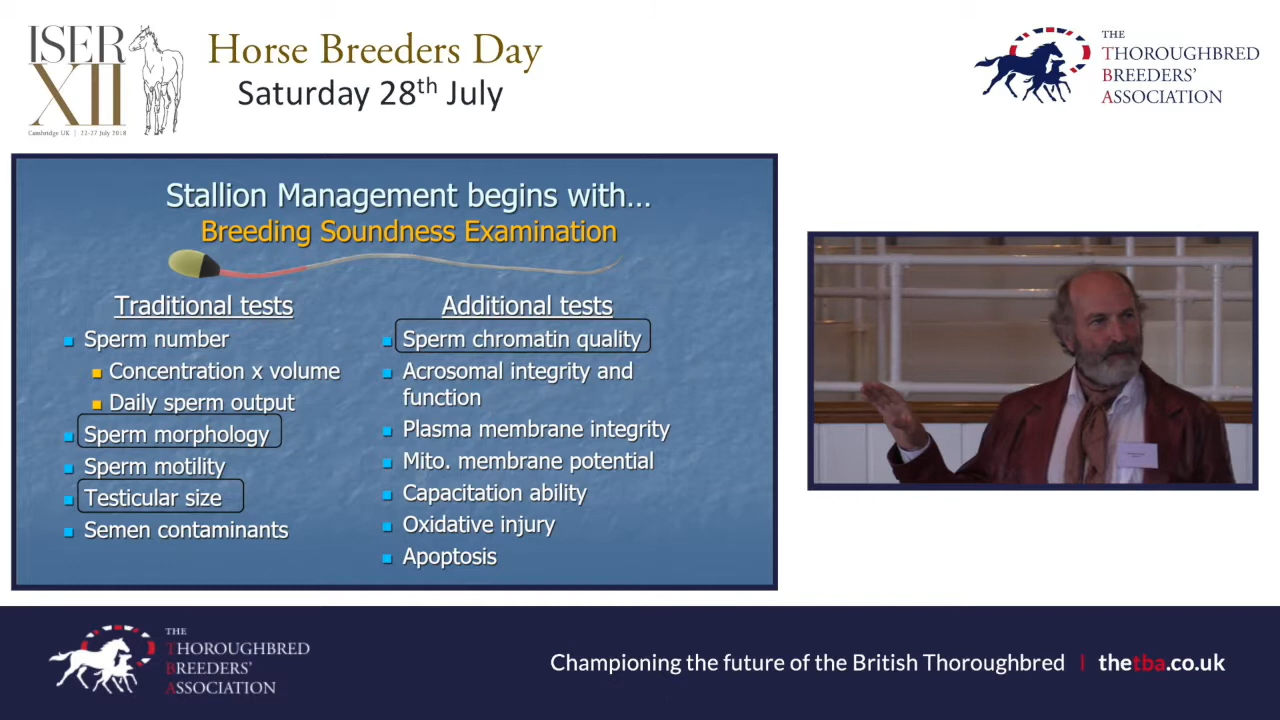 ISER
XII
Cambridge UK | 22-27 July 2018
Horse Breeders Day
Saturday 28th July
THE
THOROUGHBRED
BREEDERS'
ASSOCIATION
Stallion Management begins with...
Breeding Soundness Examination
Traditional tests
Sperm number
Concentration x volume
Daily sperm output
Sperm morphology
Sperm motility
Testicular size
Semen contaminants
Additional tests
Sperm chromatin quality
Acrosomal integrity and
function
Plasma membrane integrity
Mito. membrane potential
Capacitation ability
Oxidative injury
Apoptosis
THE
THOROUGHBRED
BREEDERS'
ASSOCIATION
Championing the future of the British Thoroughbred | thetba.co.uk